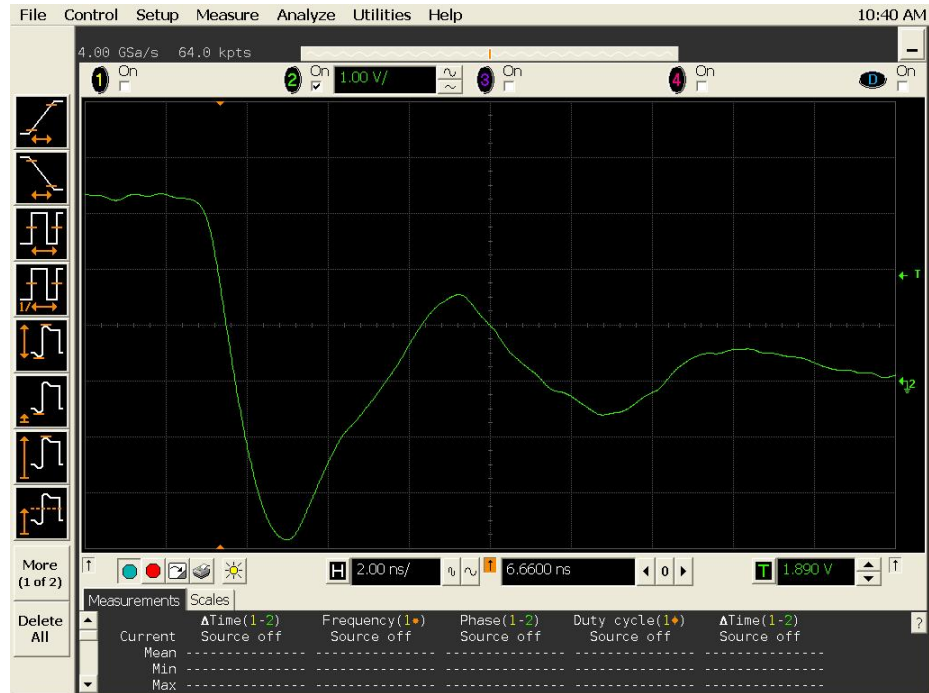 File Control Setup Measure Analyze Utilities Help 10:40 AM
4.00 GSa/s 64.0 kpts
1 On 2 On 1.00 V/ 3 On 4 On D On
T
2
H 2.00 ns/ 6.6600 ns 0 T 1.890 V
1/
More
(1 of 2)
Delete
All
Measurements Scales
ΔTime(1-2) Frequency(1) Phase(1-2) Duty cycle(1) ΔTime(1-2) ?
Current Source off Source off Source off Source off Source off
Mean ---------------- ---------------- -------------- ---------------- --------------
Min ---------------- ---------------- -------------- ---------------- --------------
Max ---------------- ---------------- -------------- ---------------- --------------